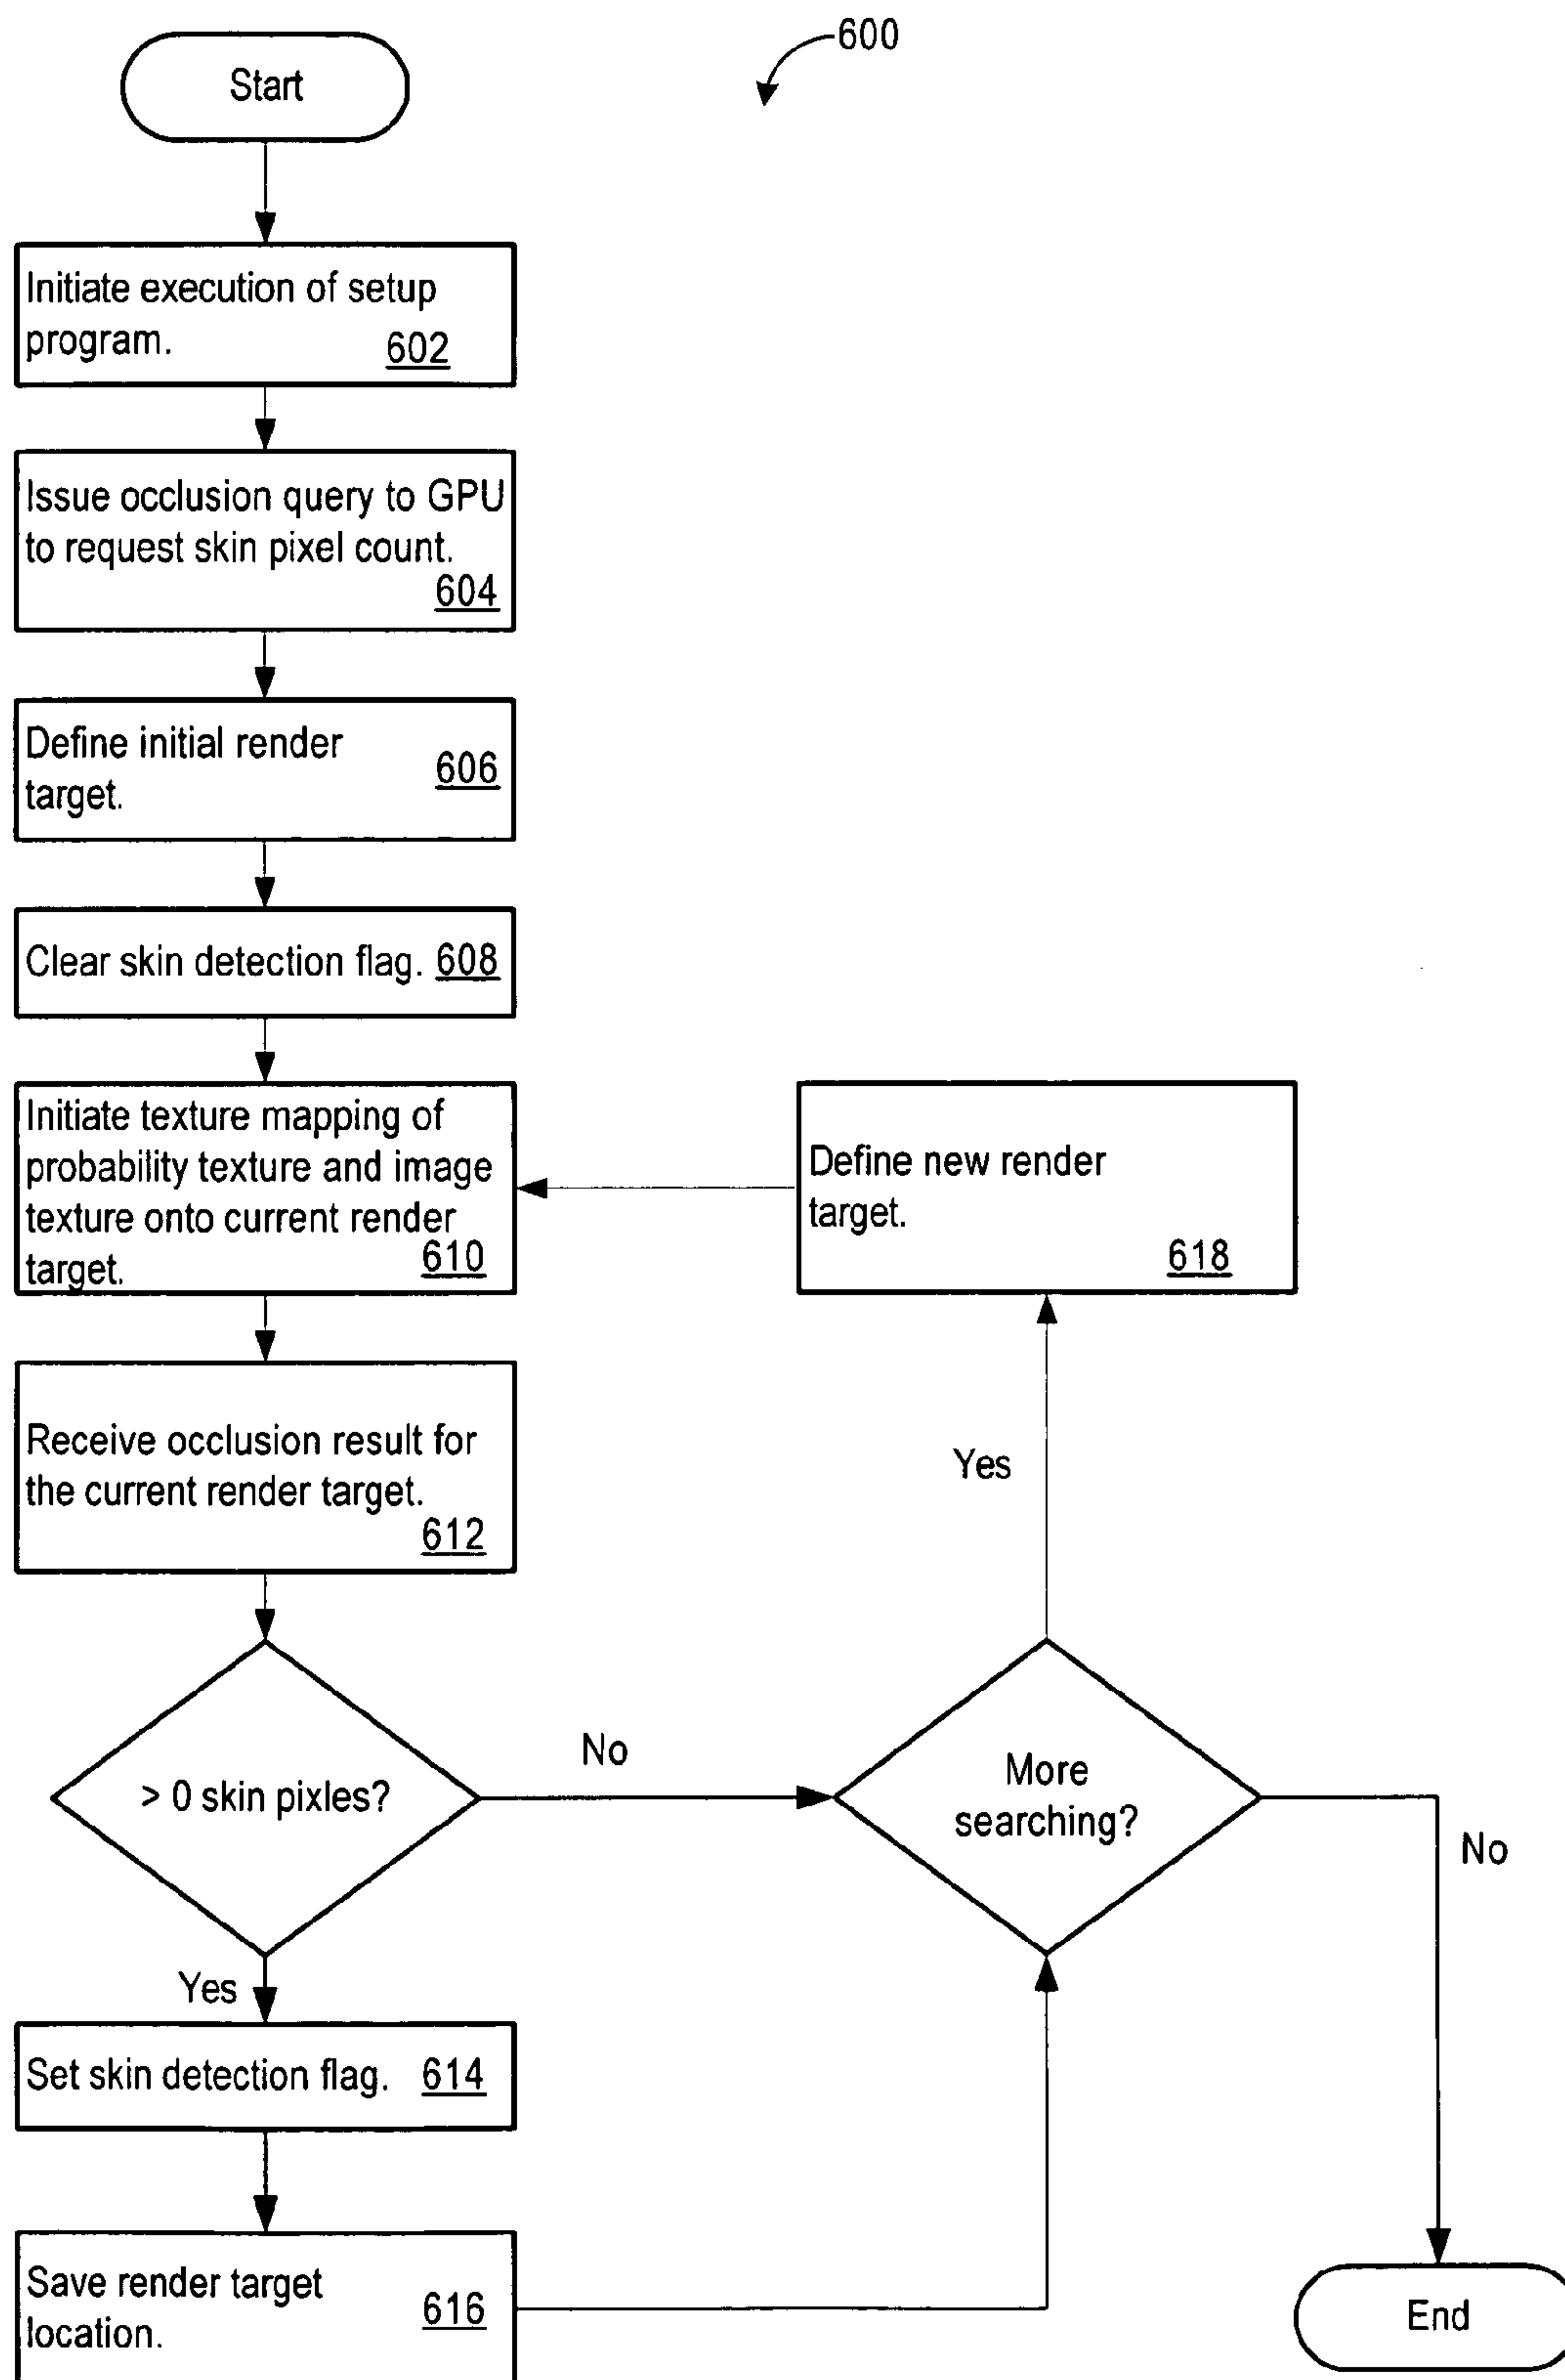 600
Start
Initiate execution of setup
program.
602
Issue occlusion query to GPU
to request skin pixel count.
604
Define initial render
target.
606
Clear skin detection flag. 608
Initiate texture mapping of
probability texture and image
texture onto current render
target.
610
Define new render
target.
618
Receive occlusion result for
the current render target.
612
Yes
> 0 skin pixles?
No
More
searching?
No
Yes
Set skin detection flag. 614
Save render target
location.
616
End